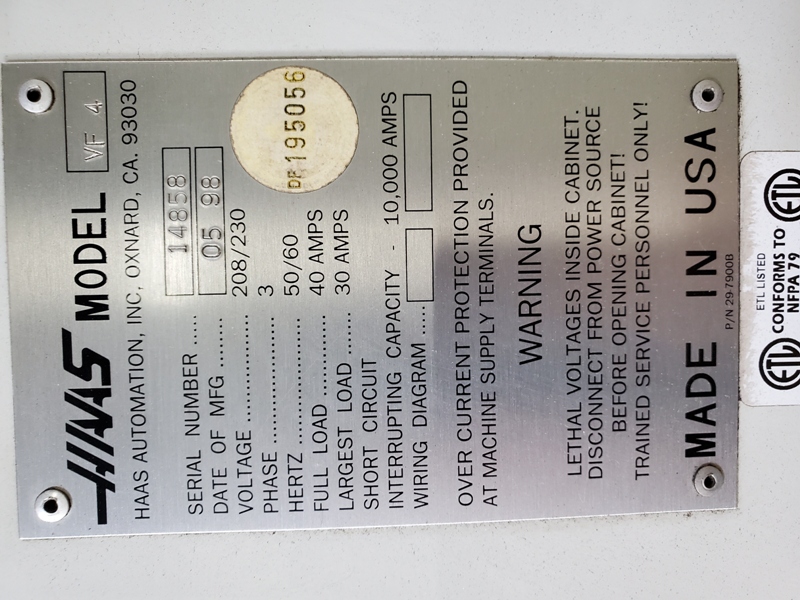 HAAS MODEL VF 4
HAAS AUTOMATION, INC. OXNARD, CA. 93030
SERIAL NUMBER ..... 14858
DATE OF MFG ...... 05 98
VOLTAGE ................ 208/230
PHASE .................... 3
HERTZ .................... 50/60
FULL LOAD ............ 40 AMPS
LARGEST LOAD ...... 30 AMPS
SHORT CIRCUIT
INTERRUPTING CAPACITY - 10,000 AMPS
WIRING DIAGRAM .....
DF195056
OVER CURRENT PROTECTION PROVIDED
AT MACHINE SUPPLY TERMINALS.
WARNING
LETHAL VOLTAGES INSIDE CABINET.
DISCONNECT FROM POWER SOURCE
BEFORE OPENING CABINET!
TRAINED SERVICE PERSONNEL ONLY!
MADE IN USA
P/N 29-7900B
ETL LISTED
CONFORMS TO
NFPA 79
ETL
ETL